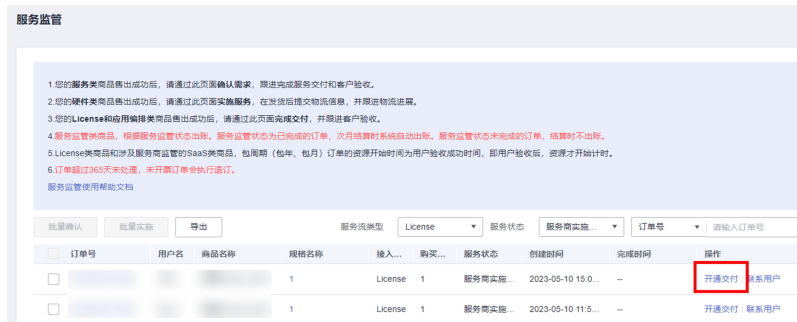 服务监管
1.您的服务类商品售出成功后，请通过此页面确认需求，跟进完成服务交付和客户验收。
2.您的硬件类商品售出成功后，请通过此页面实施服务，在发货后提交物流信息，并跟进物流进展。
3.您的License和应用编排类商品售出成功后，请通过此页面完成交付，并跟进客户验收。
4.服务监管类商品，根据服务监管状态出账。服务监管状态为已完成的订单，次月结算时系统自动出账。服务监管状态未完成的订单，结算时不出账。
5.License类商品和涉及服务商监管的SaaS类商品，包周期（包年、包月）订单的资源开始时间为用户验收成功时间，即用户验收后，资源才开始计时。
6.订单超过365天未处理，未开票订单会执行退订。
服务监管使用帮助文档
批量确认 批量实施 导出 服务流类型 License 服务状态 服务商实施... 订单号 请输入订单号
订单号 用户名 商品名称 规格名称 接入... 购买... 服务状态 创建时间 完成时间 操作
1 License 1 服务商实施... 2023-05-10 15:0... -- 开通交付 联系用户
1 License 1 服务商实施... 2023-05-10 11:5... -- 开通交付 联系用户